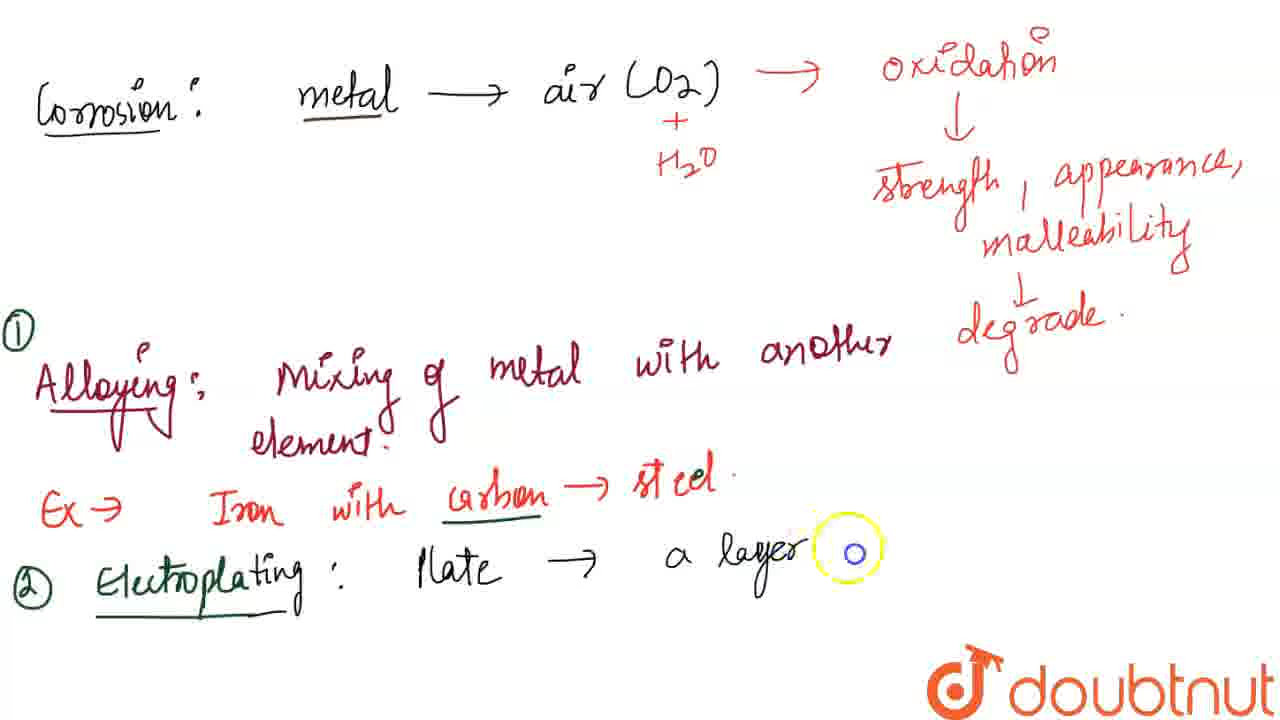 Corrosion : metal → air (O2) → oxidation
+
H2O
↓
strength, appearance,
malleability
↓
degrade.
① Alloying : Mixing of metal with another
element.
Ex → Iron with carbon → steel.
② Electroplating : Plate → a layer o
doubtnut